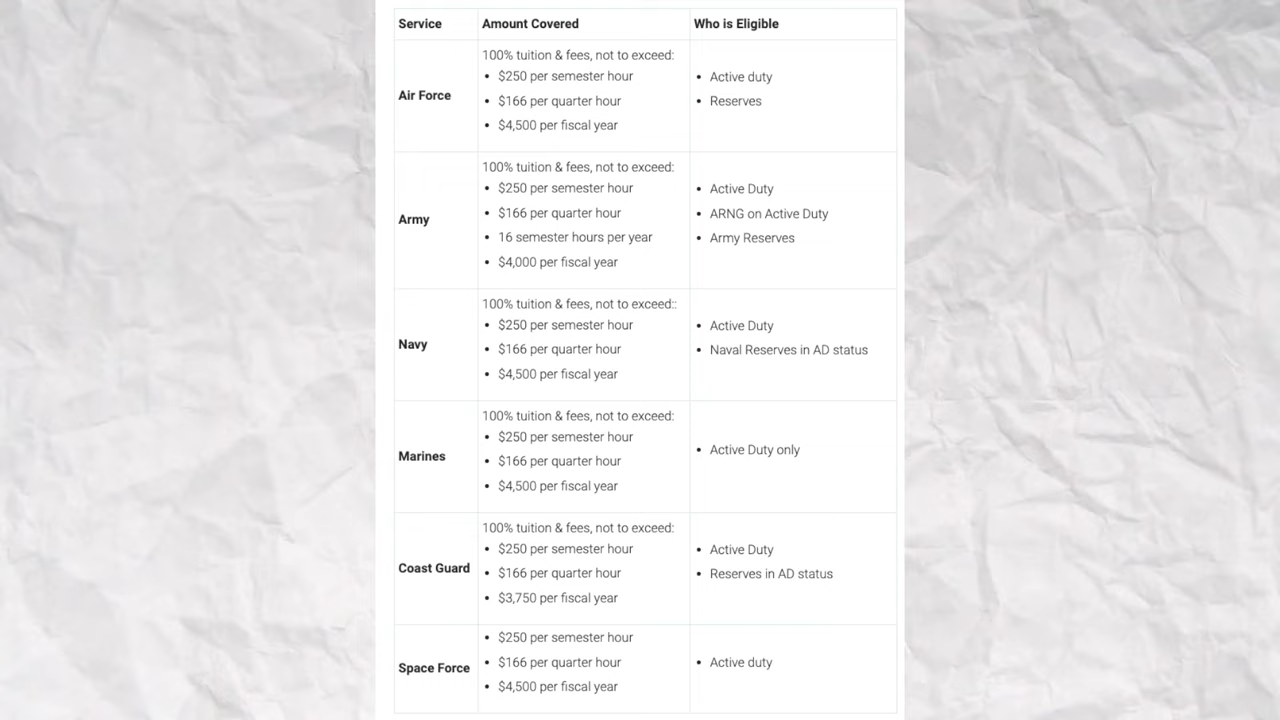 Service Amount Covered Who is Eligible
Air Force
100% tuition & fees, not to exceed:
• $250 per semester hour
• $166 per quarter hour
• $4,500 per fiscal year
• Active duty
• Reserves
Army
100% tuition & fees, not to exceed:
• $250 per semester hour
• $166 per quarter hour
• 16 semester hours per year
• $4,000 per fiscal year
• Active Duty
• ARNG on Active Duty
• Army Reserves
Navy
100% tuition & fees, not to exceed::
• $250 per semester hour
• $166 per quarter hour
• $4,500 per fiscal year
• Active Duty
• Naval Reserves in AD status
Marines
100% tuition & fees, not to exceed:
• $250 per semester hour
• $166 per quarter hour
• $4,500 per fiscal year
• Active Duty only
Coast Guard
100% tuition & fees, not to exceed:
• $250 per semester hour
• $166 per quarter hour
• $3,750 per fiscal year
• Active Duty
• Reserves in AD status
Space Force
• $250 per semester hour
• $166 per quarter hour
• $4,500 per fiscal year
• Active duty